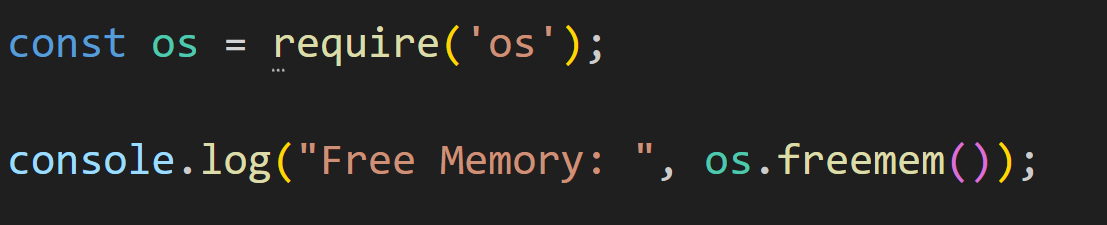 const os = require('os');
console.log("Free Memory: ", os.freemem());